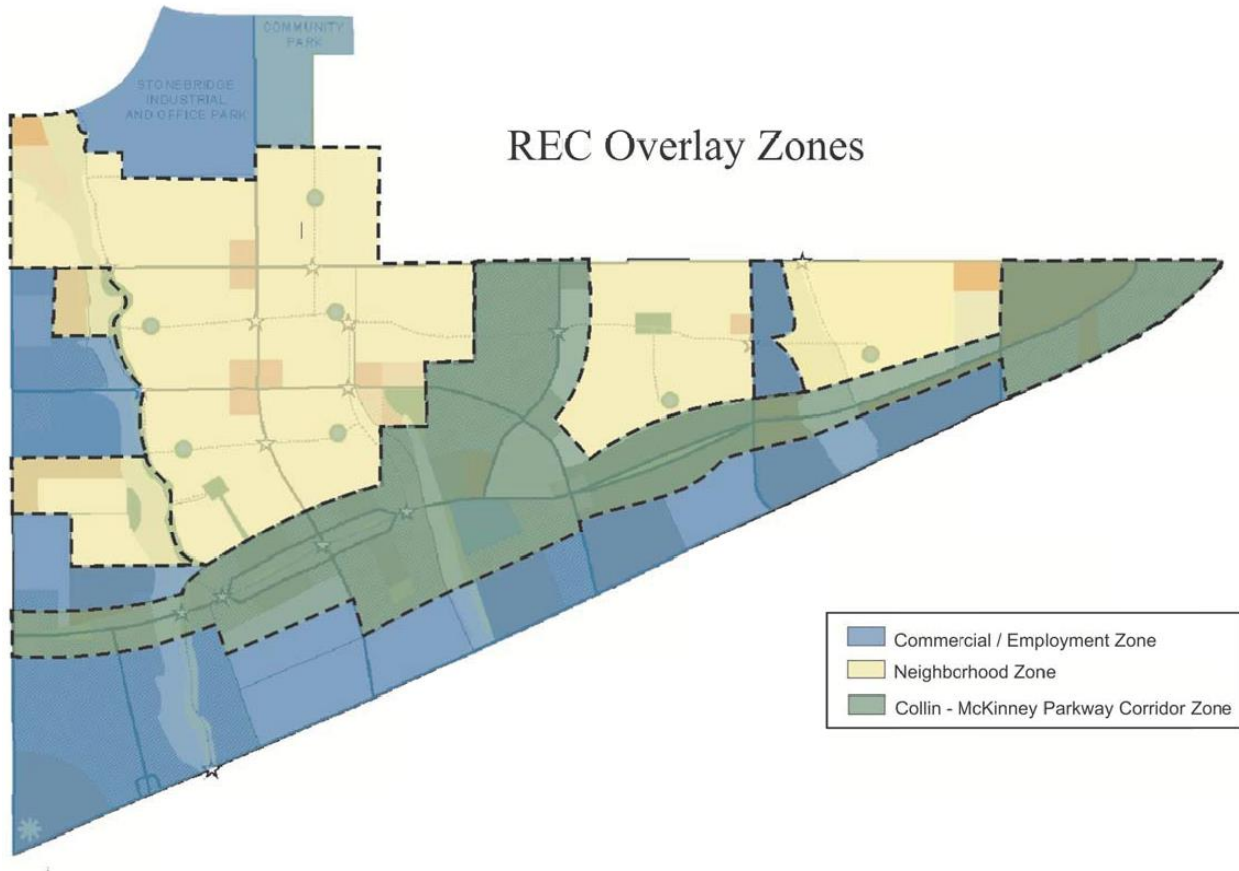 COMMUNITY
PARK
STONEBRIDGE
INDUSTRIAL
AND OFFICE PARK
REC Overlay Zones
Commercial / Employment Zone
Neighborhood Zone
Collin - McKinney Parkway Corridor Zone